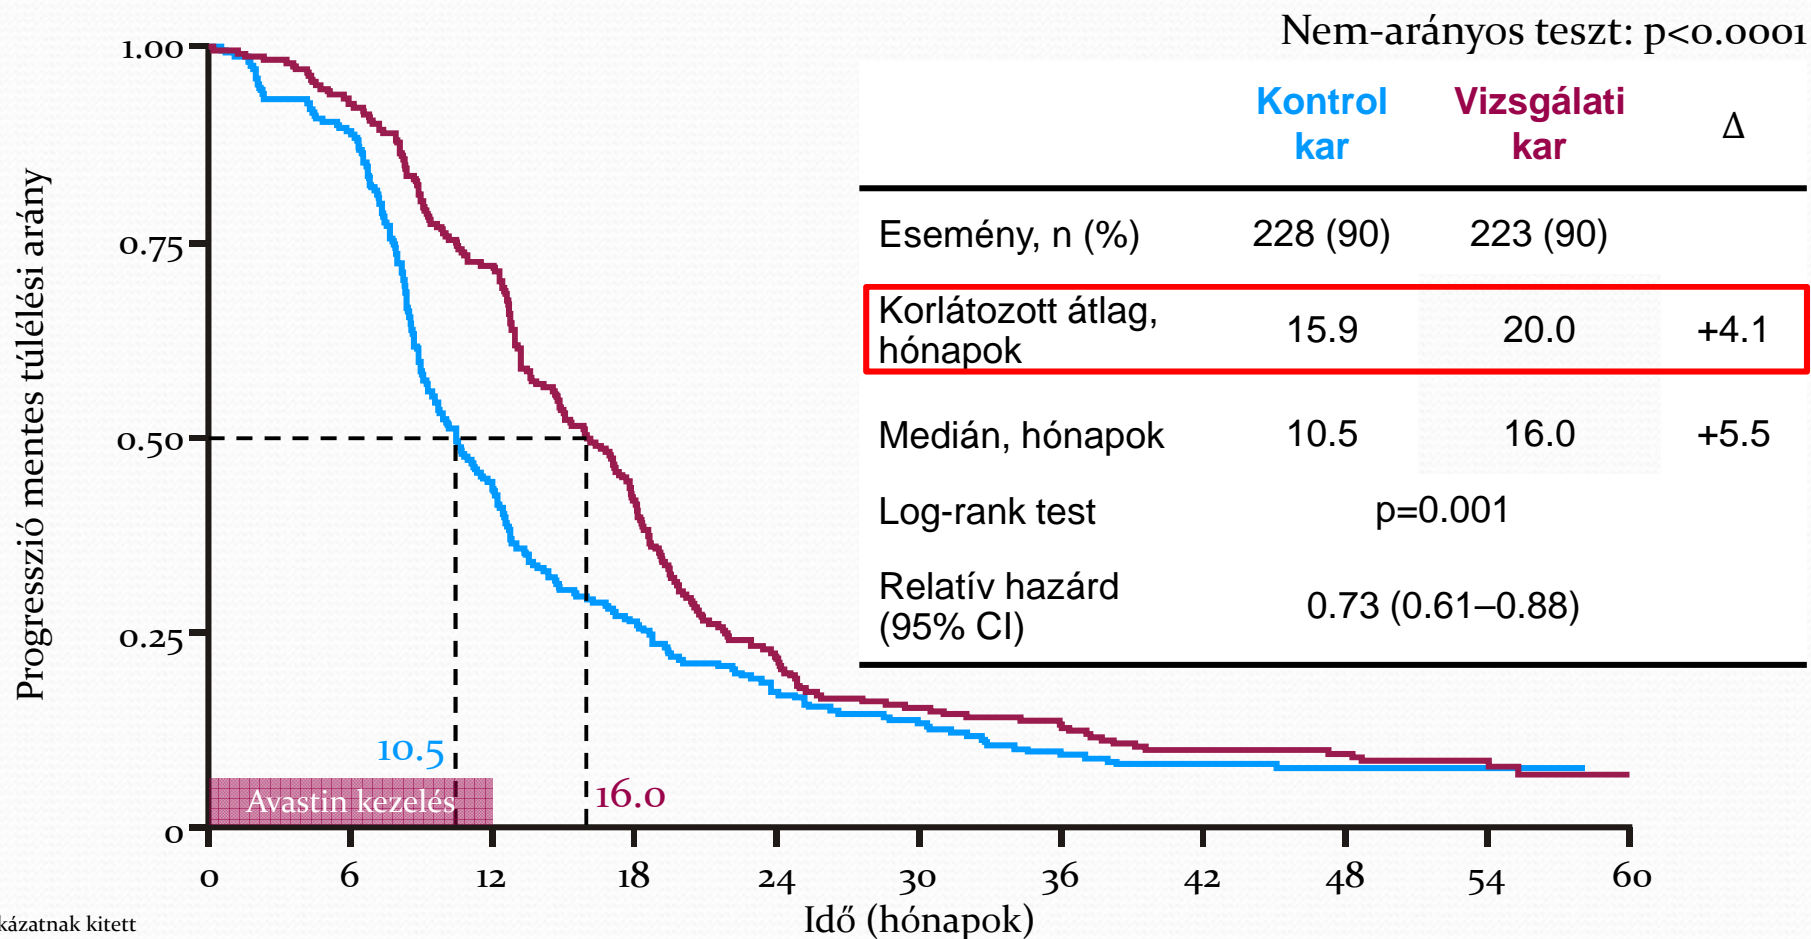 Nem-arányos teszt: p<0.0001
Kontrol kar
Vizsgálati kar
Δ
Esemény, n (%) 228 (90) 223 (90)
Korlátozott átlag, hónapok 15.9 20.0 +4.1
Medián, hónapok 10.5 16.0 +5.5
Log-rank test p=0.001
Relatív hazárd (95% CI) 0.73 (0.61–0.88)
Progresszió mentes túlélési arány
1.00
0.75
0.50
0.25
0
10.5
16.0
Avastin kezelés
0 6 12 18 24 30 36 42 48 54 60
Idő (hónapok)
kázatnak kitett